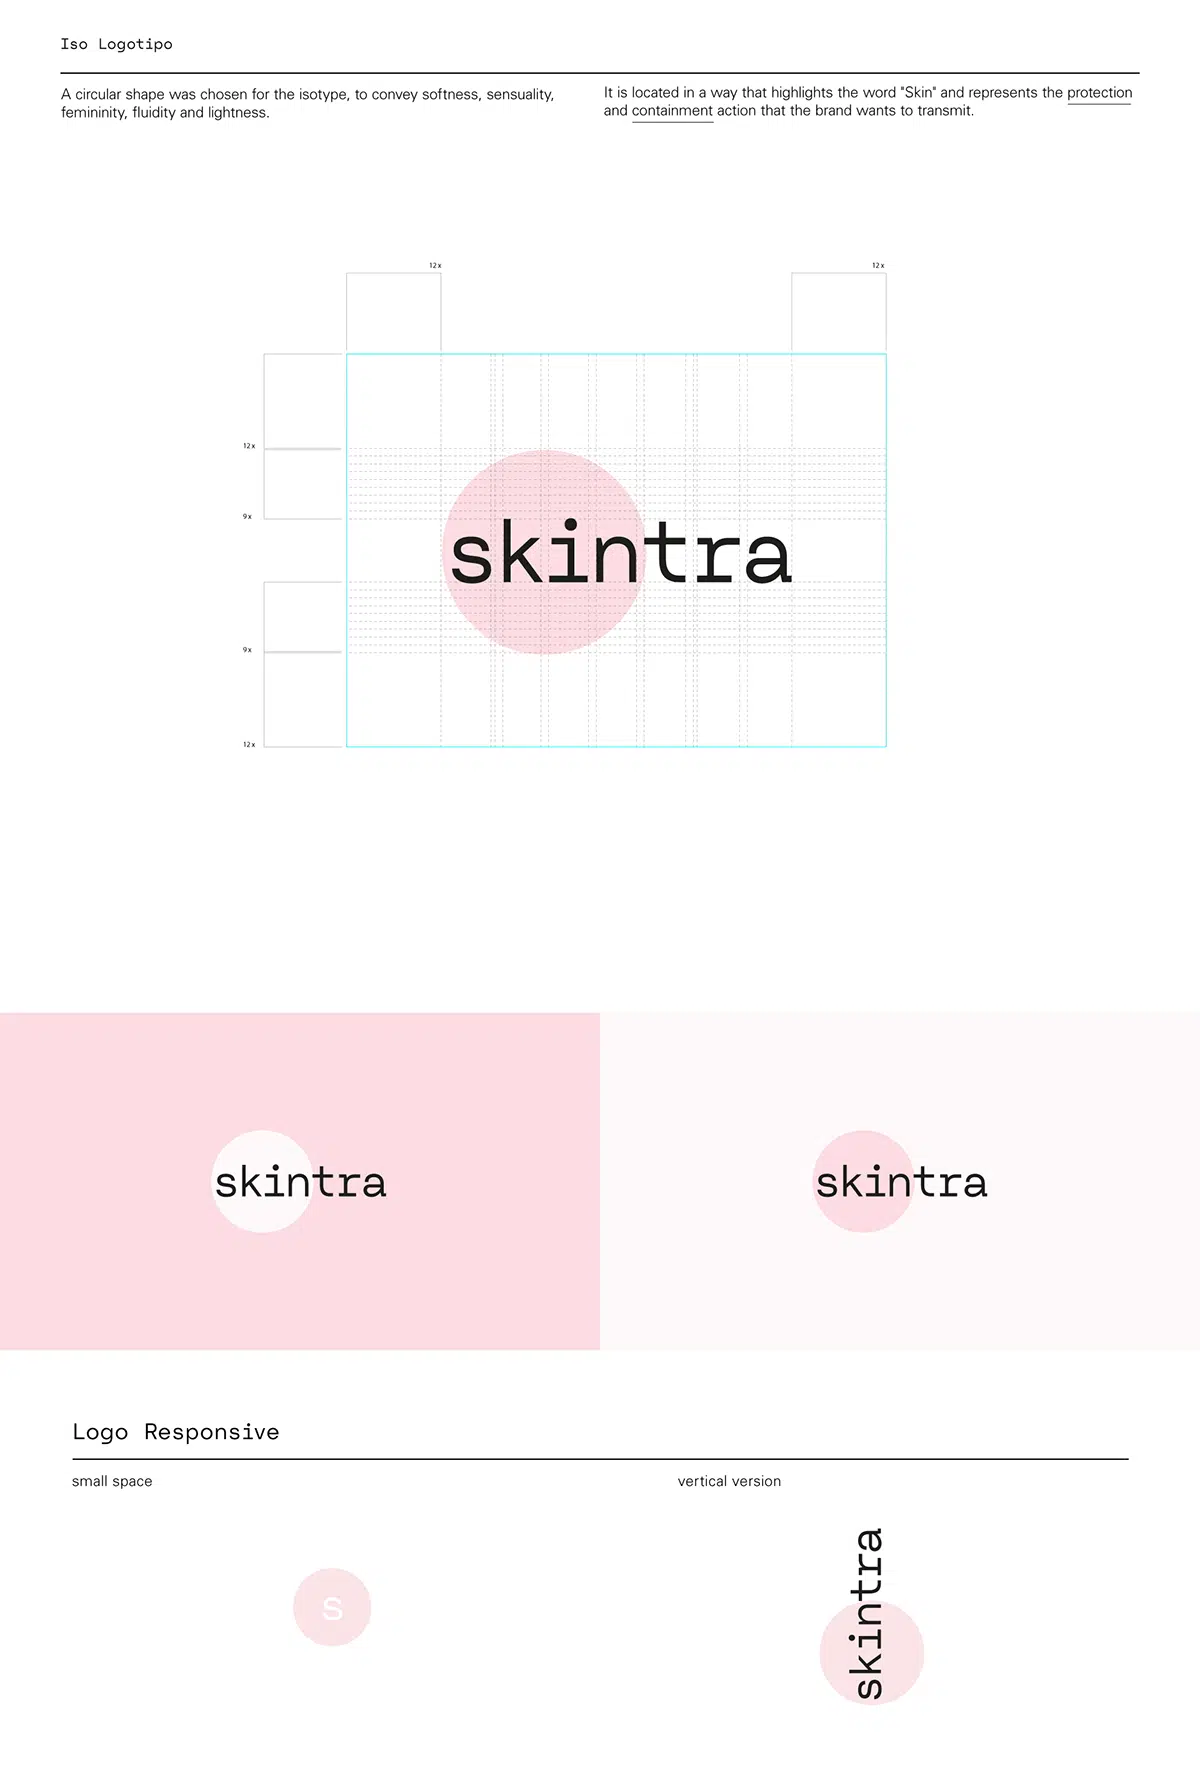 Iso Logotipo
A circular shape was chosen for the isotype, to convey softness, sensuality,
femininity, fluidity and lightness.
It is located in a way that highlights the word "Skin" and represents the protection
and containment action that the brand wants to transmit.
12x
12x
12x
9x
skintra
9x
12x
skintra
skintra
Logo Responsive
small space
vertical version
s
skintra